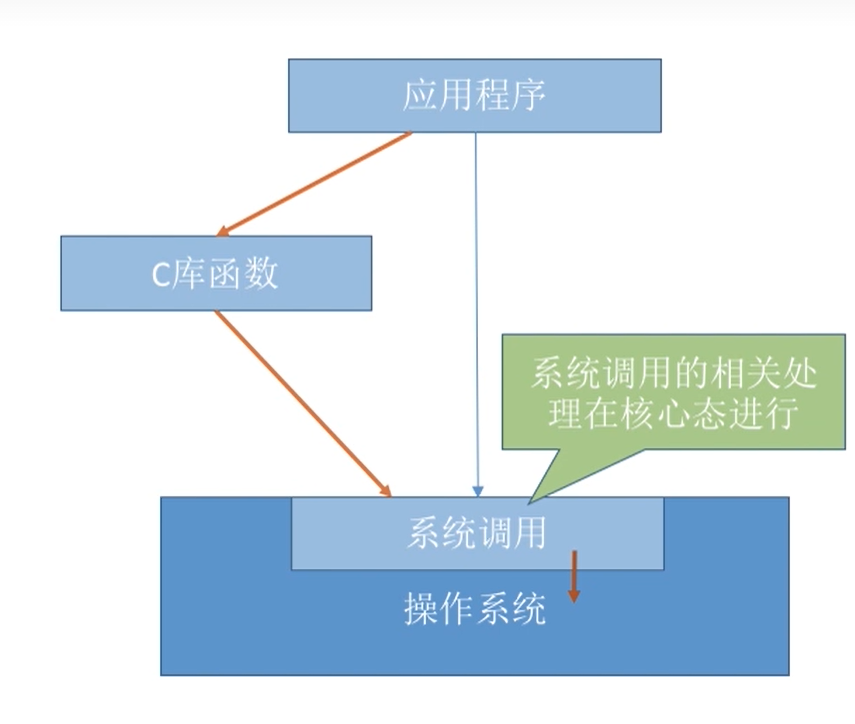 应用程序
C库函数
系统调用的相关处
理在核心态进行
系统调用
操作系统